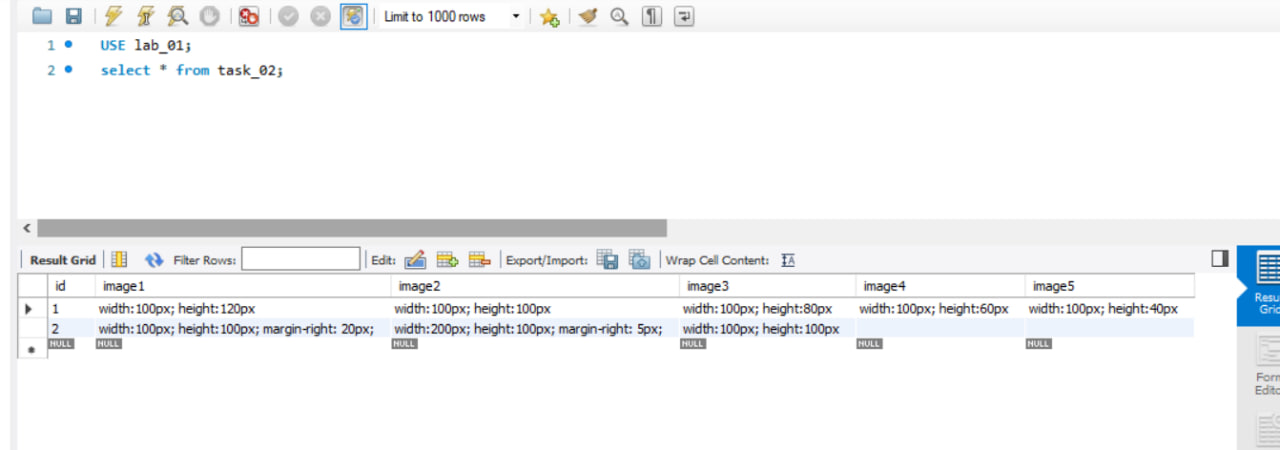 Limit to 1000 rows
1 USE lab_01;
2 select * from task_02;
Result Grid Filter Rows: Edit: Export/Import: Wrap Cell Content: IA
id image1 image2 image3 image4 image5
1 width:100px; height:120px width:100px; height:100px width:100px; height:80px width:100px; height:60px width:100px; height:40px
2 width:100px; height:100px; margin-right: 20px; width:200px; height:100px; margin-right: 5px; width:100px; height:100px
NULL NULL NULL NULL NULL NULL
Resu
Grid
Form
Edito